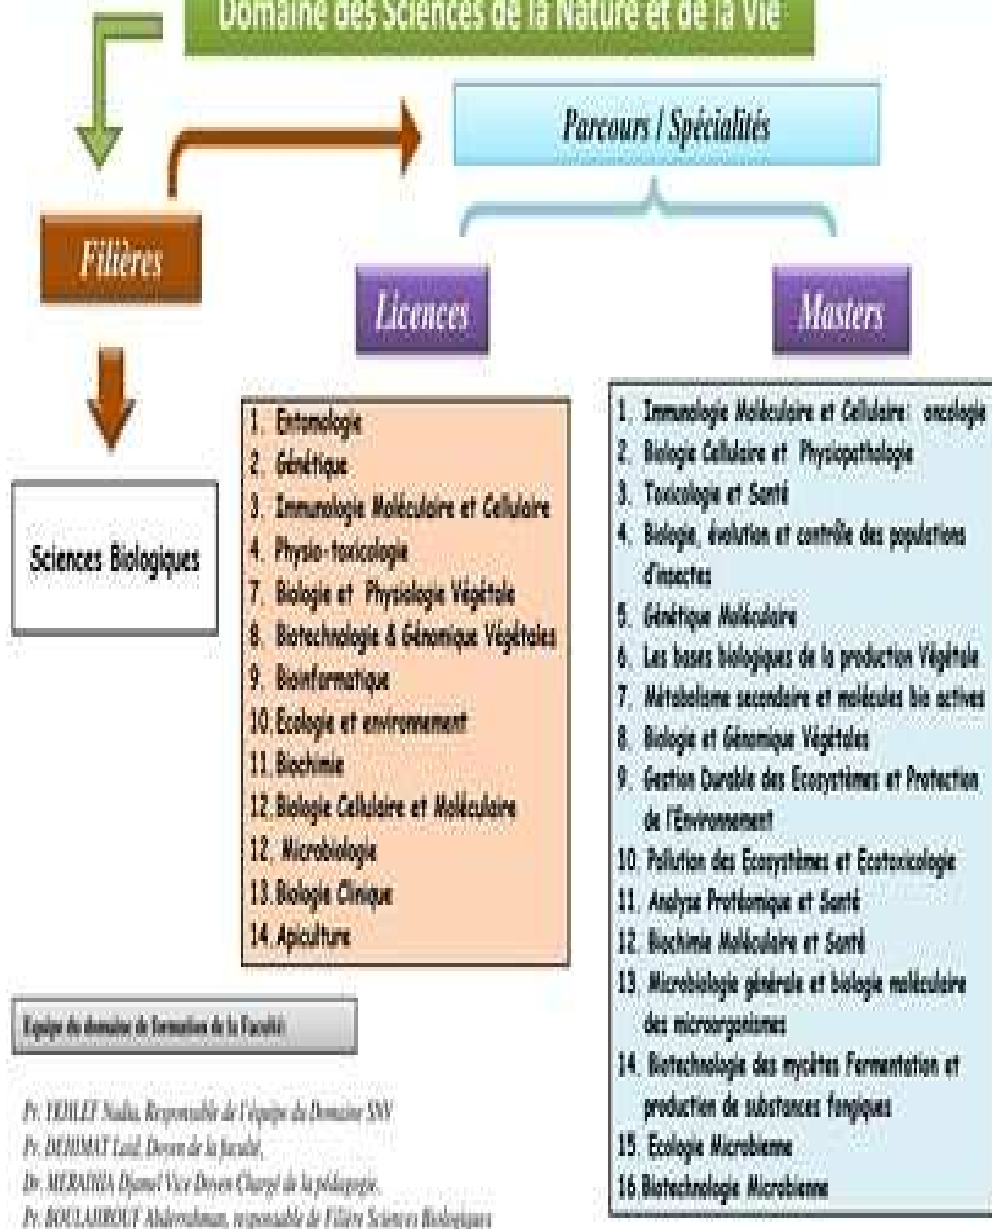 Domaine des Sciences de la Nature et de la Vie
Parcours / Spécialités
Filières
Licences
Masters
Sciences Biologiques
1. Entomologie
2. Génétique
3. Immunologie Moléculaire et Cellulaire
4. Physio-toxicologie
7. Biologie et Physiologie Végétale
8. Biotechnologie & Génomique Végétales
9. Bioinformatique
10. Ecologie et environnement
11. Biochimie
12. Biologie Cellulaire et Moléculaire
12. Microbiologie
13. Biologie Clinique
14. Apiculture
1. Immunologie Moléculaire et Cellulaire oncologie
2. Biologie Cellulaire et Physiopathologie
3. Toxicologie et Santé
4. Biologie, évolution et contrôle des populations
d'insectes
5. Génétique Moléculaire
6. Les bases biologiques de la production Végétale
7. Métabolisme secondaire et molécules bio actives
8. Biologie et Génomique Végétales
9. Gestion Durable des Ecosystèmes et Protection
de l'Environnement
10. Pollution des Ecosystèmes et Ecotoxicologie
11. Analyse Protéomique et Santé
12. Biochimie Moléculaire et Santé
13. Microbiologie générale et biologie moléculaire
des microorganismes
14. Biotechnologie des mycètes Fermentation et
production de substances fongiques
15. Ecologie Microbienne
16. Biotechnologie Microbienne
Equipe du domaine de formation de la Faculté
Pr. Nadia, Responsable de l'équipe du Domaine SNV
Pr. Laid, Doyen de la faculté,
Dr. Djamel Vice Doyen Chargé de la pédagogie,
Pr. Abderrahman, responsable de Filière Sciences Biologiques